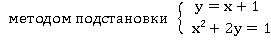 методом подстановки { y = x + 1
x² + 2y = 1